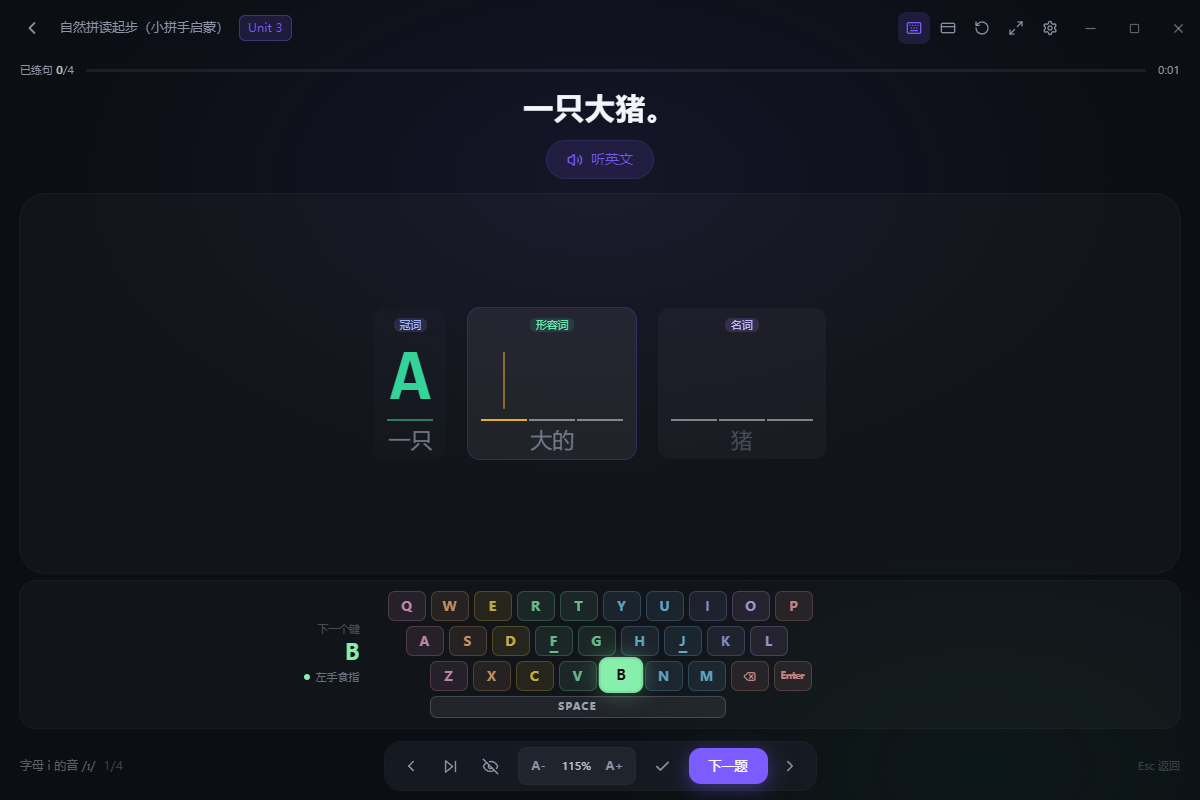 自然拼读起步（小拼手启蒙） Unit 3
已练句 0/4 0:01
一只大猪。
听英文
冠词 形容词 名词
A
一只 大的 猪
Q W E R T Y U I O P
下一个键
A S D F G H J K L
B
左手食指
Z X C V B N M Enter
SPACE
字母 i 的音 /ɪ/ 1/4 A- 115% A+ 下一题 Esc 返回